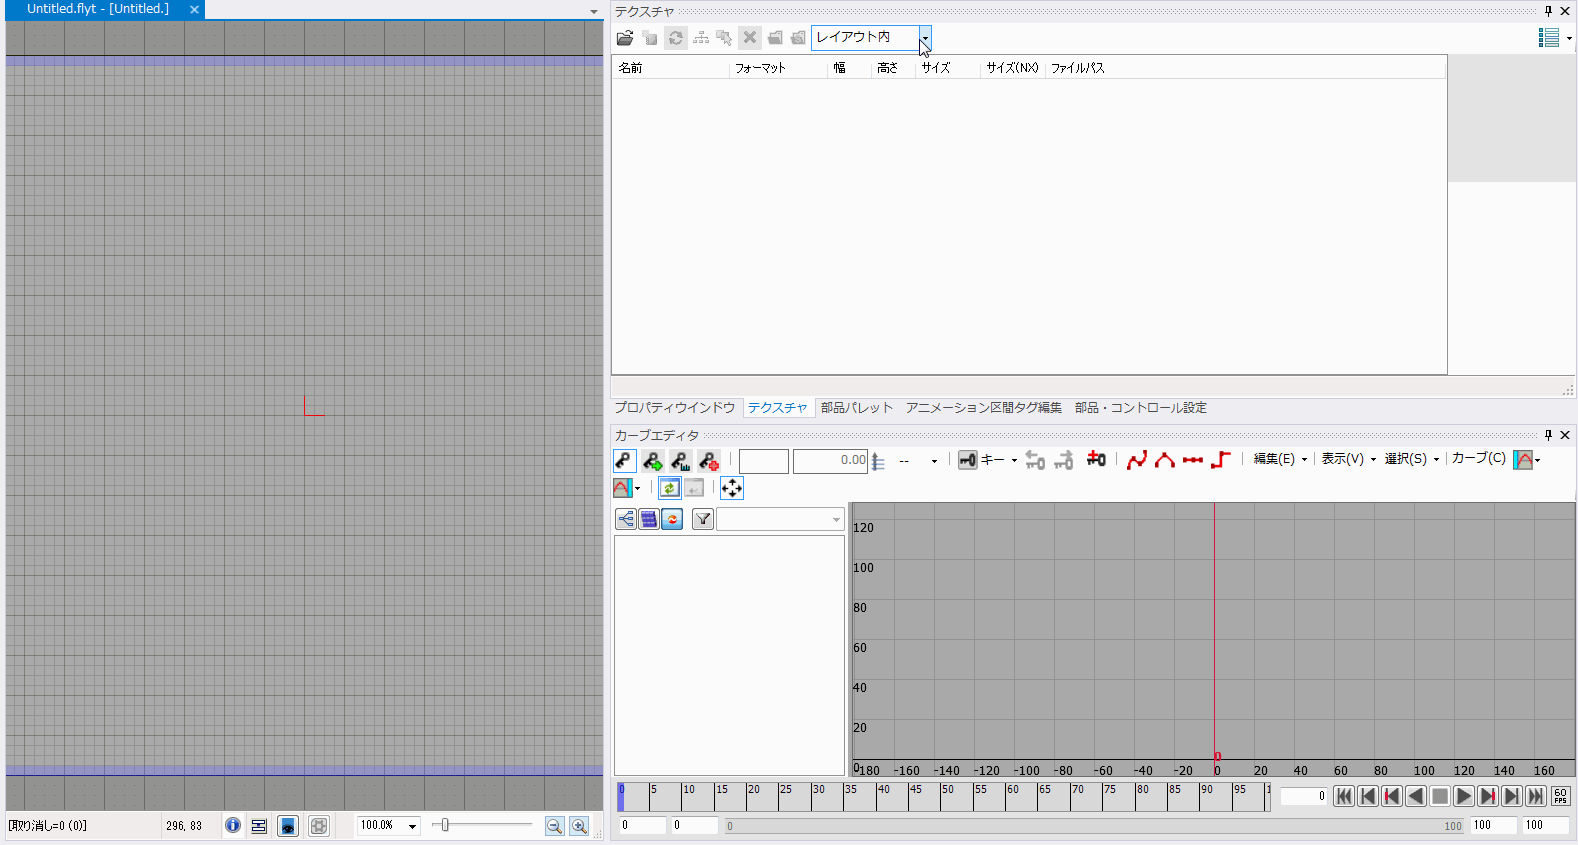 Untitled.flyt - [Untitled.]
テクスチャ
レイアウト内
名前 フォーマット 幅 高さ サイズ サイズ(NX) ファイルパス
プロパティウインドウ テクスチャ 部品パレット アニメーション区間タグ編集 部品・コントロール設定
カーブエディタ
0.00 -- キー 編集(E) 表示(V) 選択(S) カーブ(C)
120
100
80
60
40
20
0
-180 -160 -140 -120 -100 -80 -60 -40 -20 0 20 40 60 80 100 120 140 160
0
0 5 10 15 20 25 30 35 40 45 50 55 60 65 70 75 80 85 90 95 1
0 60 FPS
[取り消し=0 (0)] 296, 83 100.0%
0 0 0 100 100 100